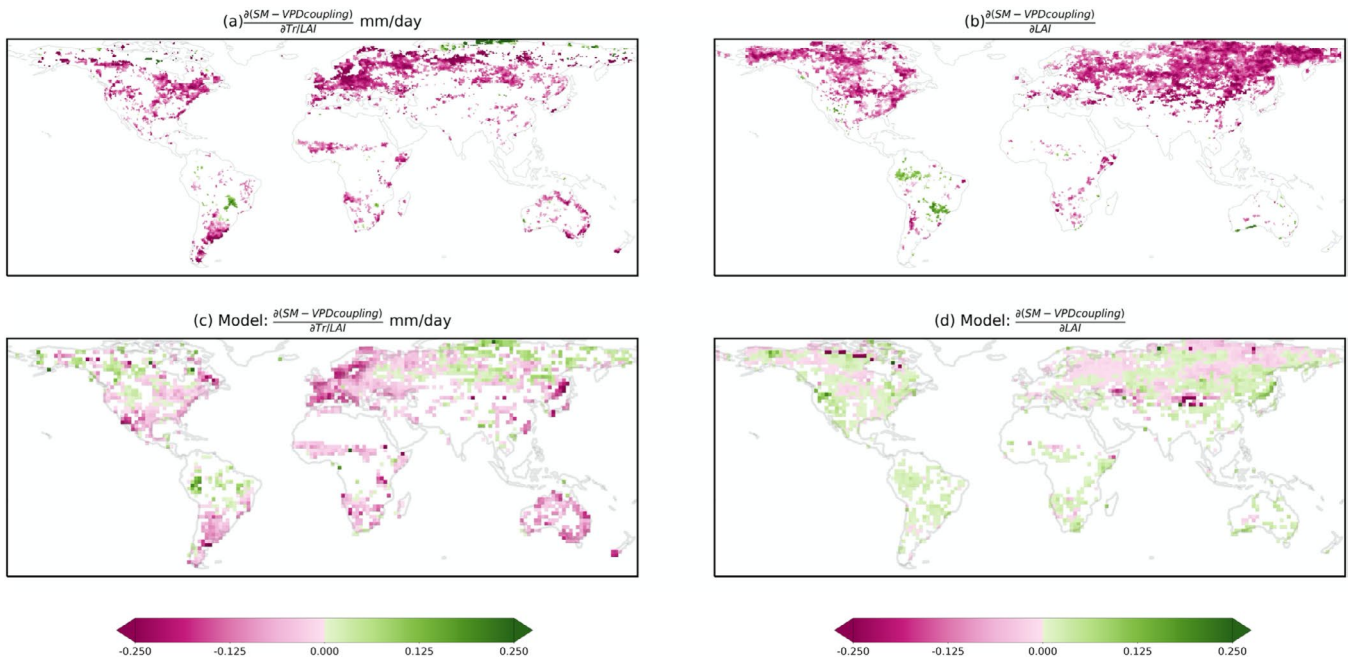 (a) ∂(SM − VPDcoupling)/∂Tr/LAI mm/day
(b) ∂(SM − VPDcoupling)/∂LAI
(c) Model: ∂(SM − VPDcoupling)/∂Tr/LAI mm/day
(d) Model: ∂(SM − VPDcoupling)/∂LAI
-0.250 -0.125 0.000 0.125 0.250
-0.250 -0.125 0.000 0.125 0.250